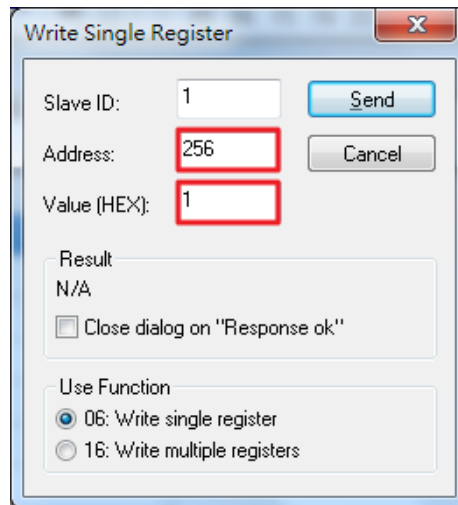 Write Single Register
Slave ID: 1 Send
Address: 256 Cancel
Value (HEX): 1
Result
N/A
Close dialog on "Response ok"
Use Function
06: Write single register
16: Write multiple registers